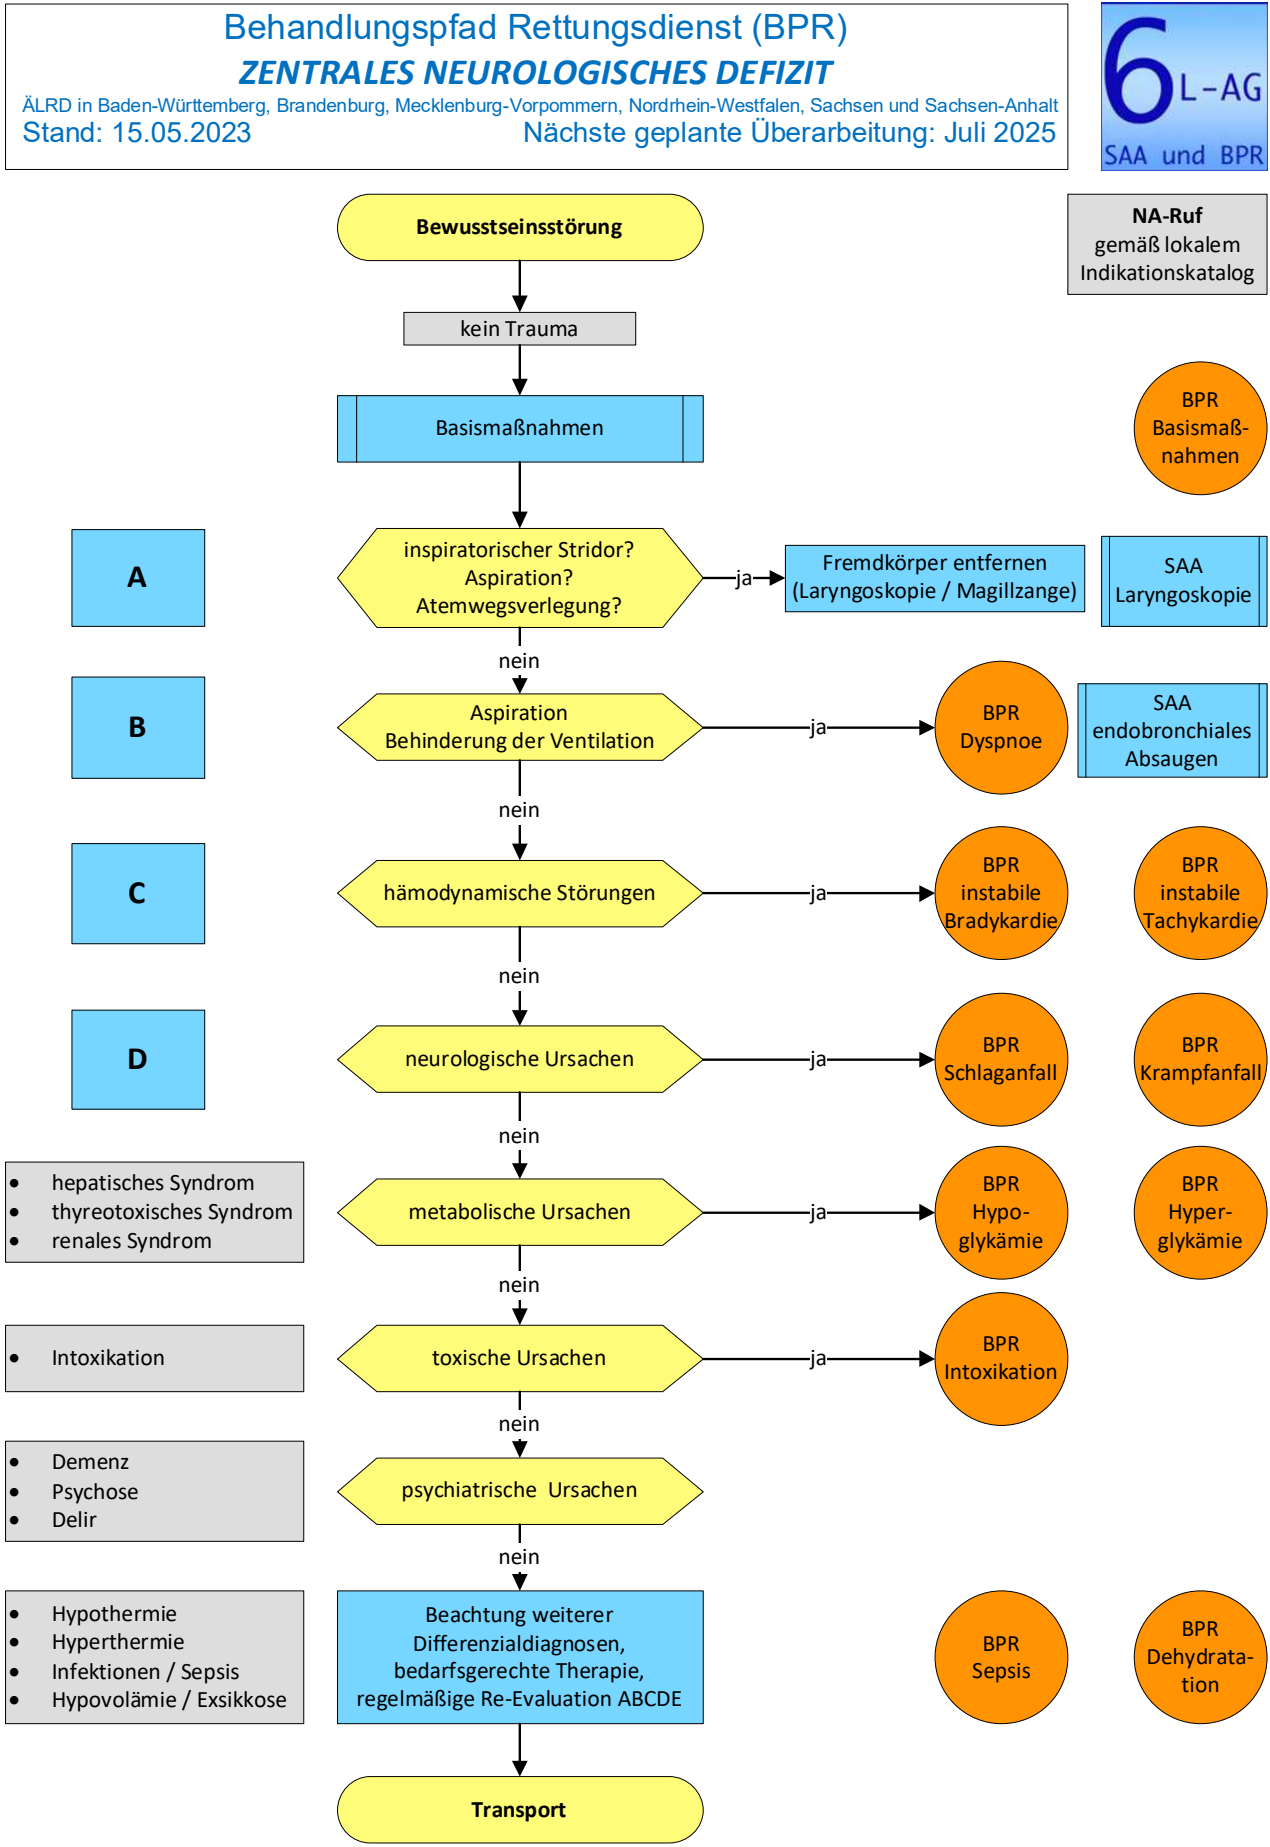 Behandlungspfad Rettungsdienst (BPR)
ZENTRALES NEUROLOGISCHES DEFIZIT
ÄLRD in Baden-Württemberg, Brandenburg, Mecklenburg-Vorpommern, Nordrhein-Westfalen, Sachsen und Sachsen-Anhalt
Stand: 15.05.2023 Nächste geplante Überarbeitung: Juli 2025
6L-AG
SAA und BPR
Bewusstseinsstörung
NA-Ruf
gemäß lokalem
Indikationskatalog
kein Trauma
Basismaßnahmen
BPR
Basismaß-
nahmen
A
inspiratorischer Stridor?
Aspiration?
Atemwegsverlegung?
ja
Fremdkörper entfernen
(Laryngoskopie / Magillzange)
SAA
Laryngoskopie
nein
B
Aspiration
Behinderung der Ventilation
ja
BPR
Dyspnoe
SAA
endobronchiales
Absaugen
nein
C
hämodynamische Störungen
ja
BPR
instabile
Bradykardie
BPR
instabile
Tachykardie
nein
D
neurologische Ursachen
ja
BPR
Schlaganfall
BPR
Krampfanfall
nein
• hepatisches Syndrom
• thyreotoxisches Syndrom
• renales Syndrom
metabolische Ursachen
ja
BPR
Hypo-
glykämie
BPR
Hyper-
glykämie
nein
• Intoxikation
toxische Ursachen
ja
BPR
Intoxikation
nein
• Demenz
• Psychose
• Delir
psychiatrische Ursachen
nein
• Hypothermie
• Hyperthermie
• Infektionen / Sepsis
• Hypovolämie / Exsikkose
Beachtung weiterer
Differenzialdiagnosen,
bedarfsgerechte Therapie,
regelmäßige Re-Evaluation ABCDE
BPR
Sepsis
BPR
Dehydrata-
tion
Transport